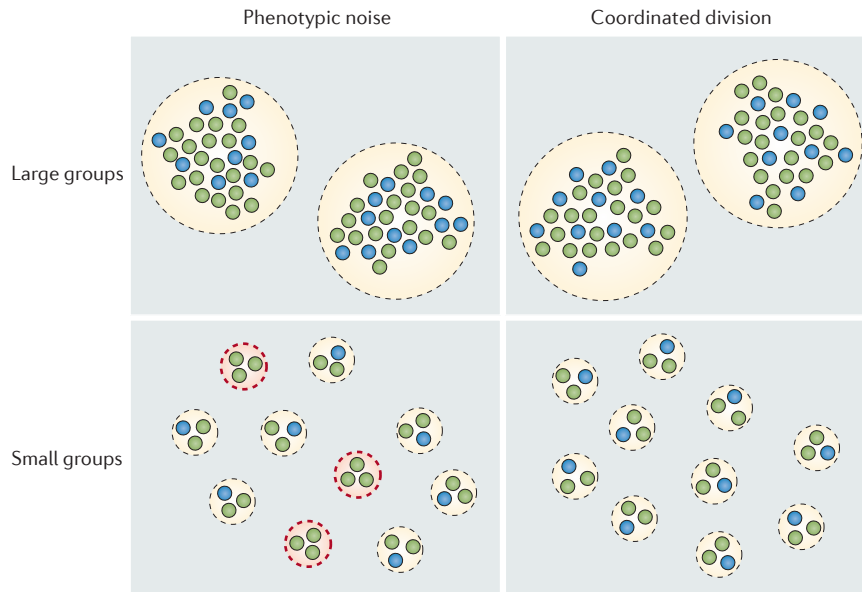 Phenotypic noise
Coordinated division
Large groups
Small groups